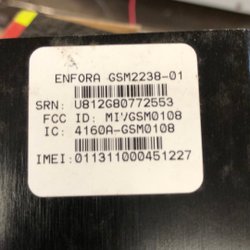 ENFORA GSM2238-01
SRN: U812G80772553
FCC ID: MIVGSM0108
IC: 4160A-GSM0108
IMEI:011311000451227